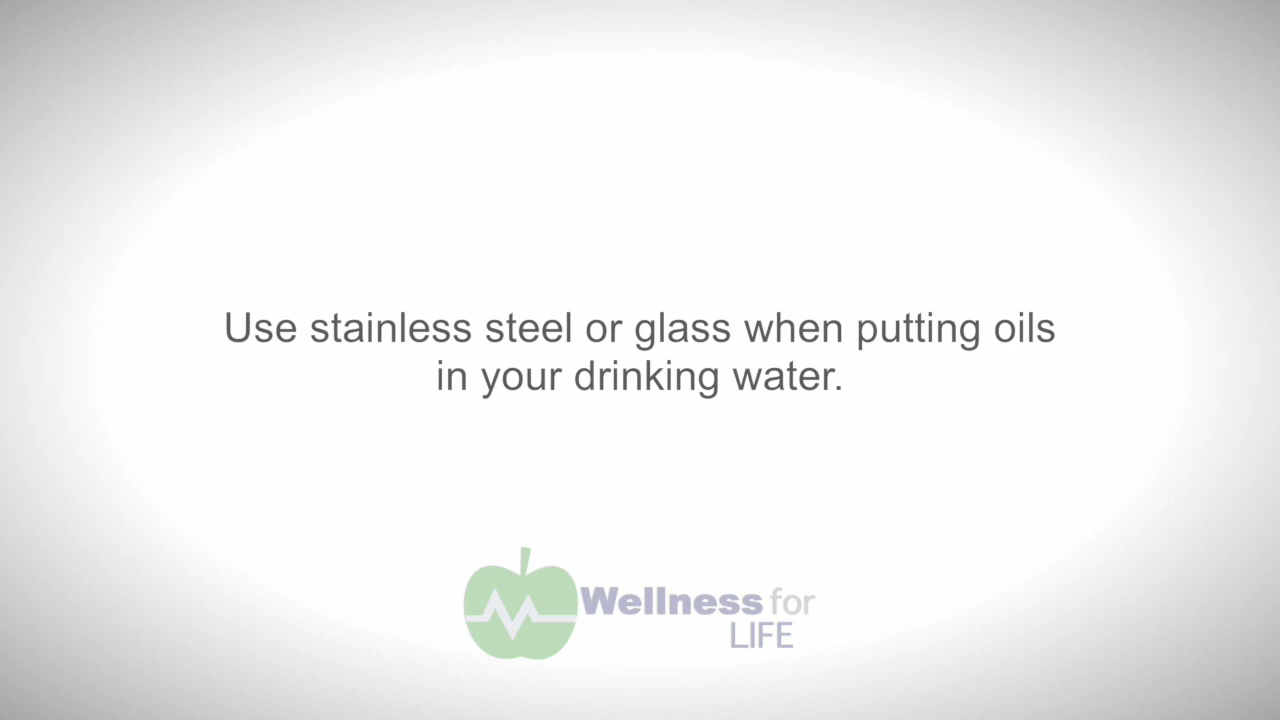 Use stainless steel or glass when putting oils
in your drinking water.
Wellness for
LIFE